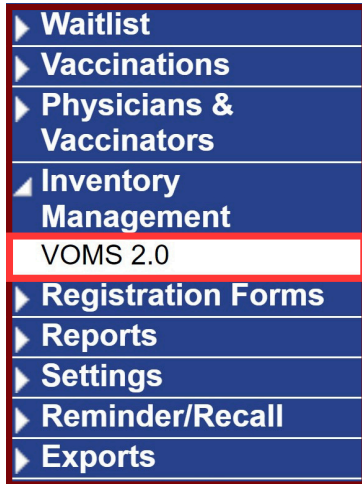 Waitlist
Vaccinations
Physicians &
Vaccinators
Inventory
Management
VOMS 2.0
Registration Forms
Reports
Settings
Reminder/Recall
Exports